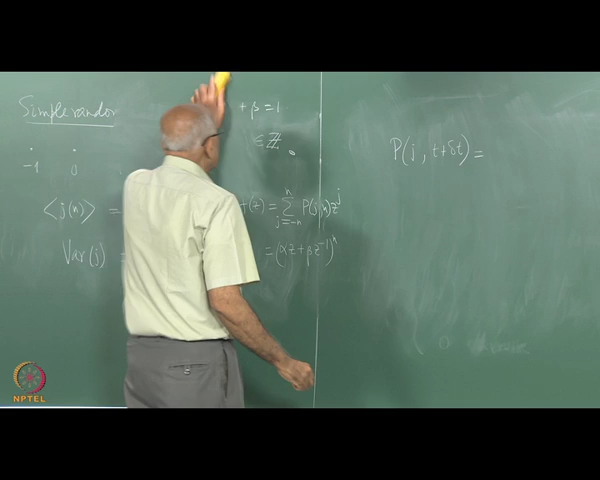 Simple random
+ β = 1
∈ ℤ
-1 0
⟨j(n)⟩ = (z) = Σ_{j=-n}^{n} P(j, n) z^j
Var(j) = = (αz + βz^{-1})^n
P(j, t+δt) =
NPTEL